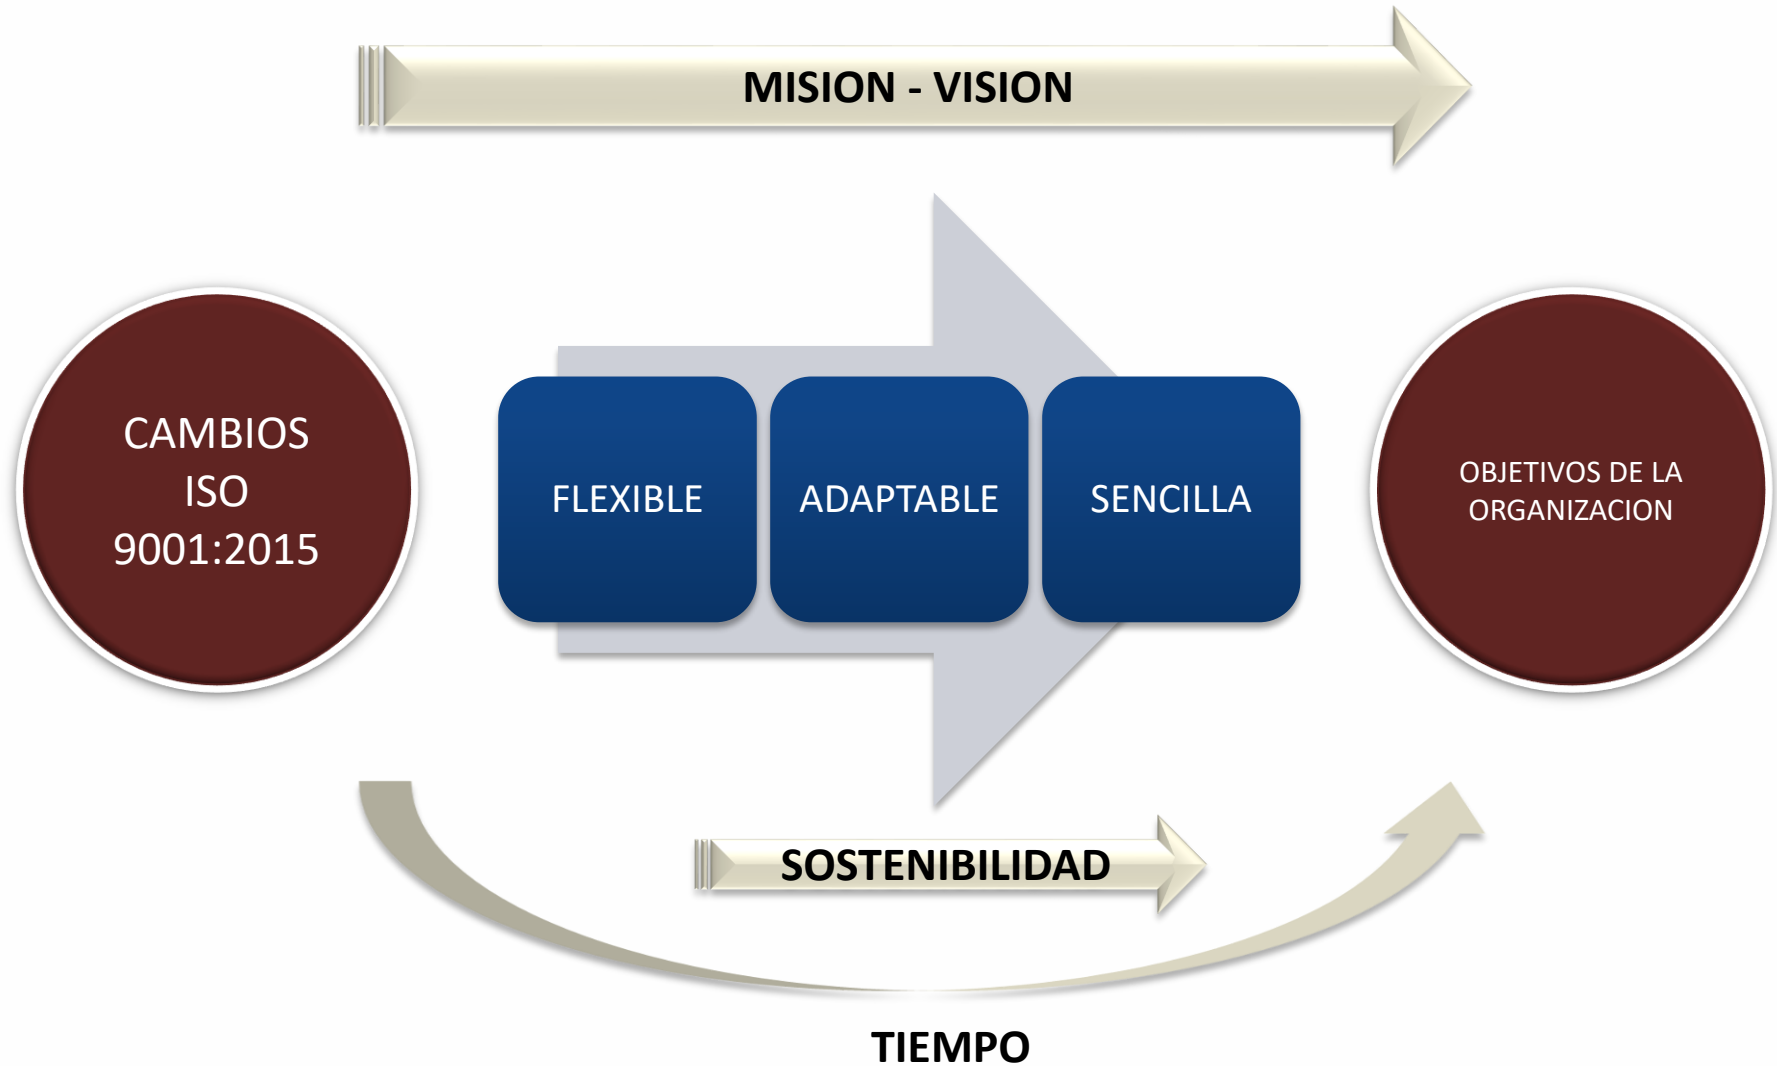 MISION - VISION
CAMBIOS
ISO
9001:2015
FLEXIBLE
ADAPTABLE
SENCILLA
OBJETIVOS DE LA
ORGANIZACION
SOSTENIBILIDAD
TIEMPO